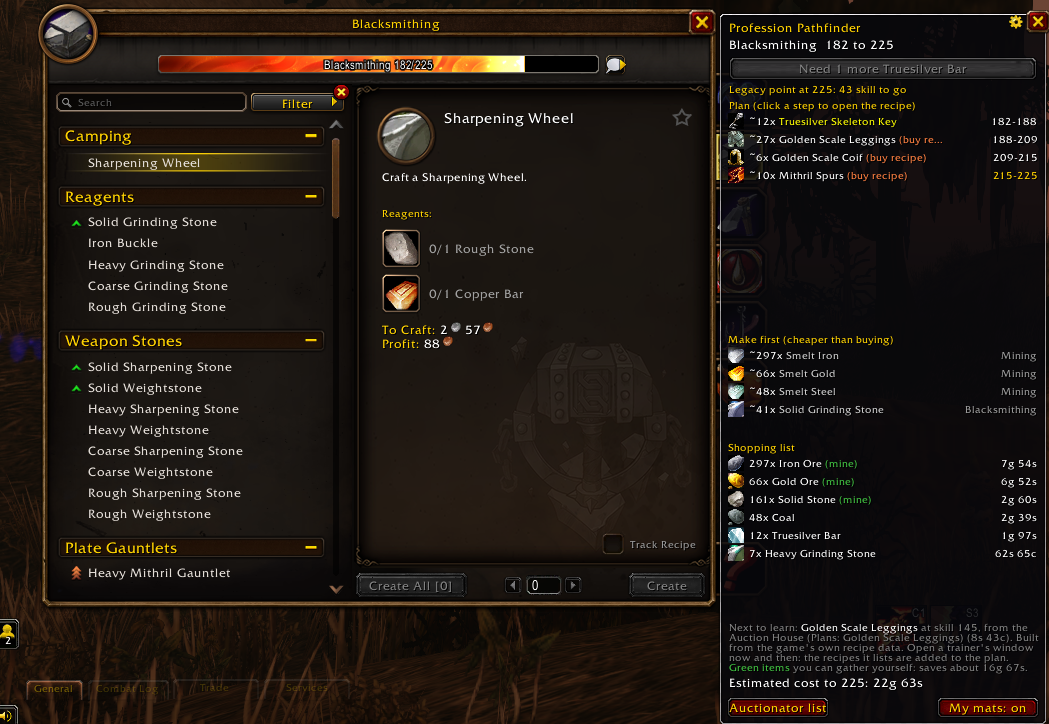 Blacksmithing
Blacksmithing 182/225
Search
Filter
Camping
Sharpening Wheel
Reagents
Solid Grinding Stone
Iron Buckle
Heavy Grinding Stone
Coarse Grinding Stone
Rough Grinding Stone
Weapon Stones
Solid Sharpening Stone
Solid Weightstone
Heavy Sharpening Stone
Heavy Weightstone
Coarse Sharpening Stone
Coarse Weightstone
Rough Sharpening Stone
Rough Weightstone
Plate Gauntlets
Heavy Mithril Gauntlet
Sharpening Wheel
Craft a Sharpening Wheel.
Reagents:
0/1 Rough Stone
0/1 Copper Bar
To Craft: 2 57
Profit: 88
Track Recipe
Create All [0]
0
Create
Profession Pathfinder
Blacksmithing 182 to 225
Need 1 more Truesilver Bar
Legacy point at 225: 43 skill to go
Plan (click a step to open the recipe)
~12x Truesilver Skeleton Key 182-188
~27x Golden Scale Leggings (buy re... 188-209
~6x Golden Scale Coif (buy recipe) 209-215
~10x Mithril Spurs (buy recipe) 215-225
Make first (cheaper than buying)
~297x Smelt Iron Mining
~66x Smelt Gold Mining
~48x Smelt Steel Mining
~41x Solid Grinding Stone Blacksmithing
Shopping list
297x Iron Ore (mine) 7g 54s
66x Gold Ore (mine) 6g 52s
161x Solid Stone (mine) 2g 60s
48x Coal 2g 39s
12x Truesilver Bar 1g 97s
7x Heavy Grinding Stone 62s 65c
C1 S3
Next to learn: Golden Scale Leggings at skill 145, from the
Auction House (Plans: Golden Scale Leggings) (8s 43c). Built
from the game's own recipe data. Open a trainer's window
now and then: the recipes it lists are added to the plan.
Green items you can gather yourself: saves about 16g 67s.
Estimated cost to 225: 22g 63s
Auctionator list
My mats: on
2
General
Combat Log
Trade
Services